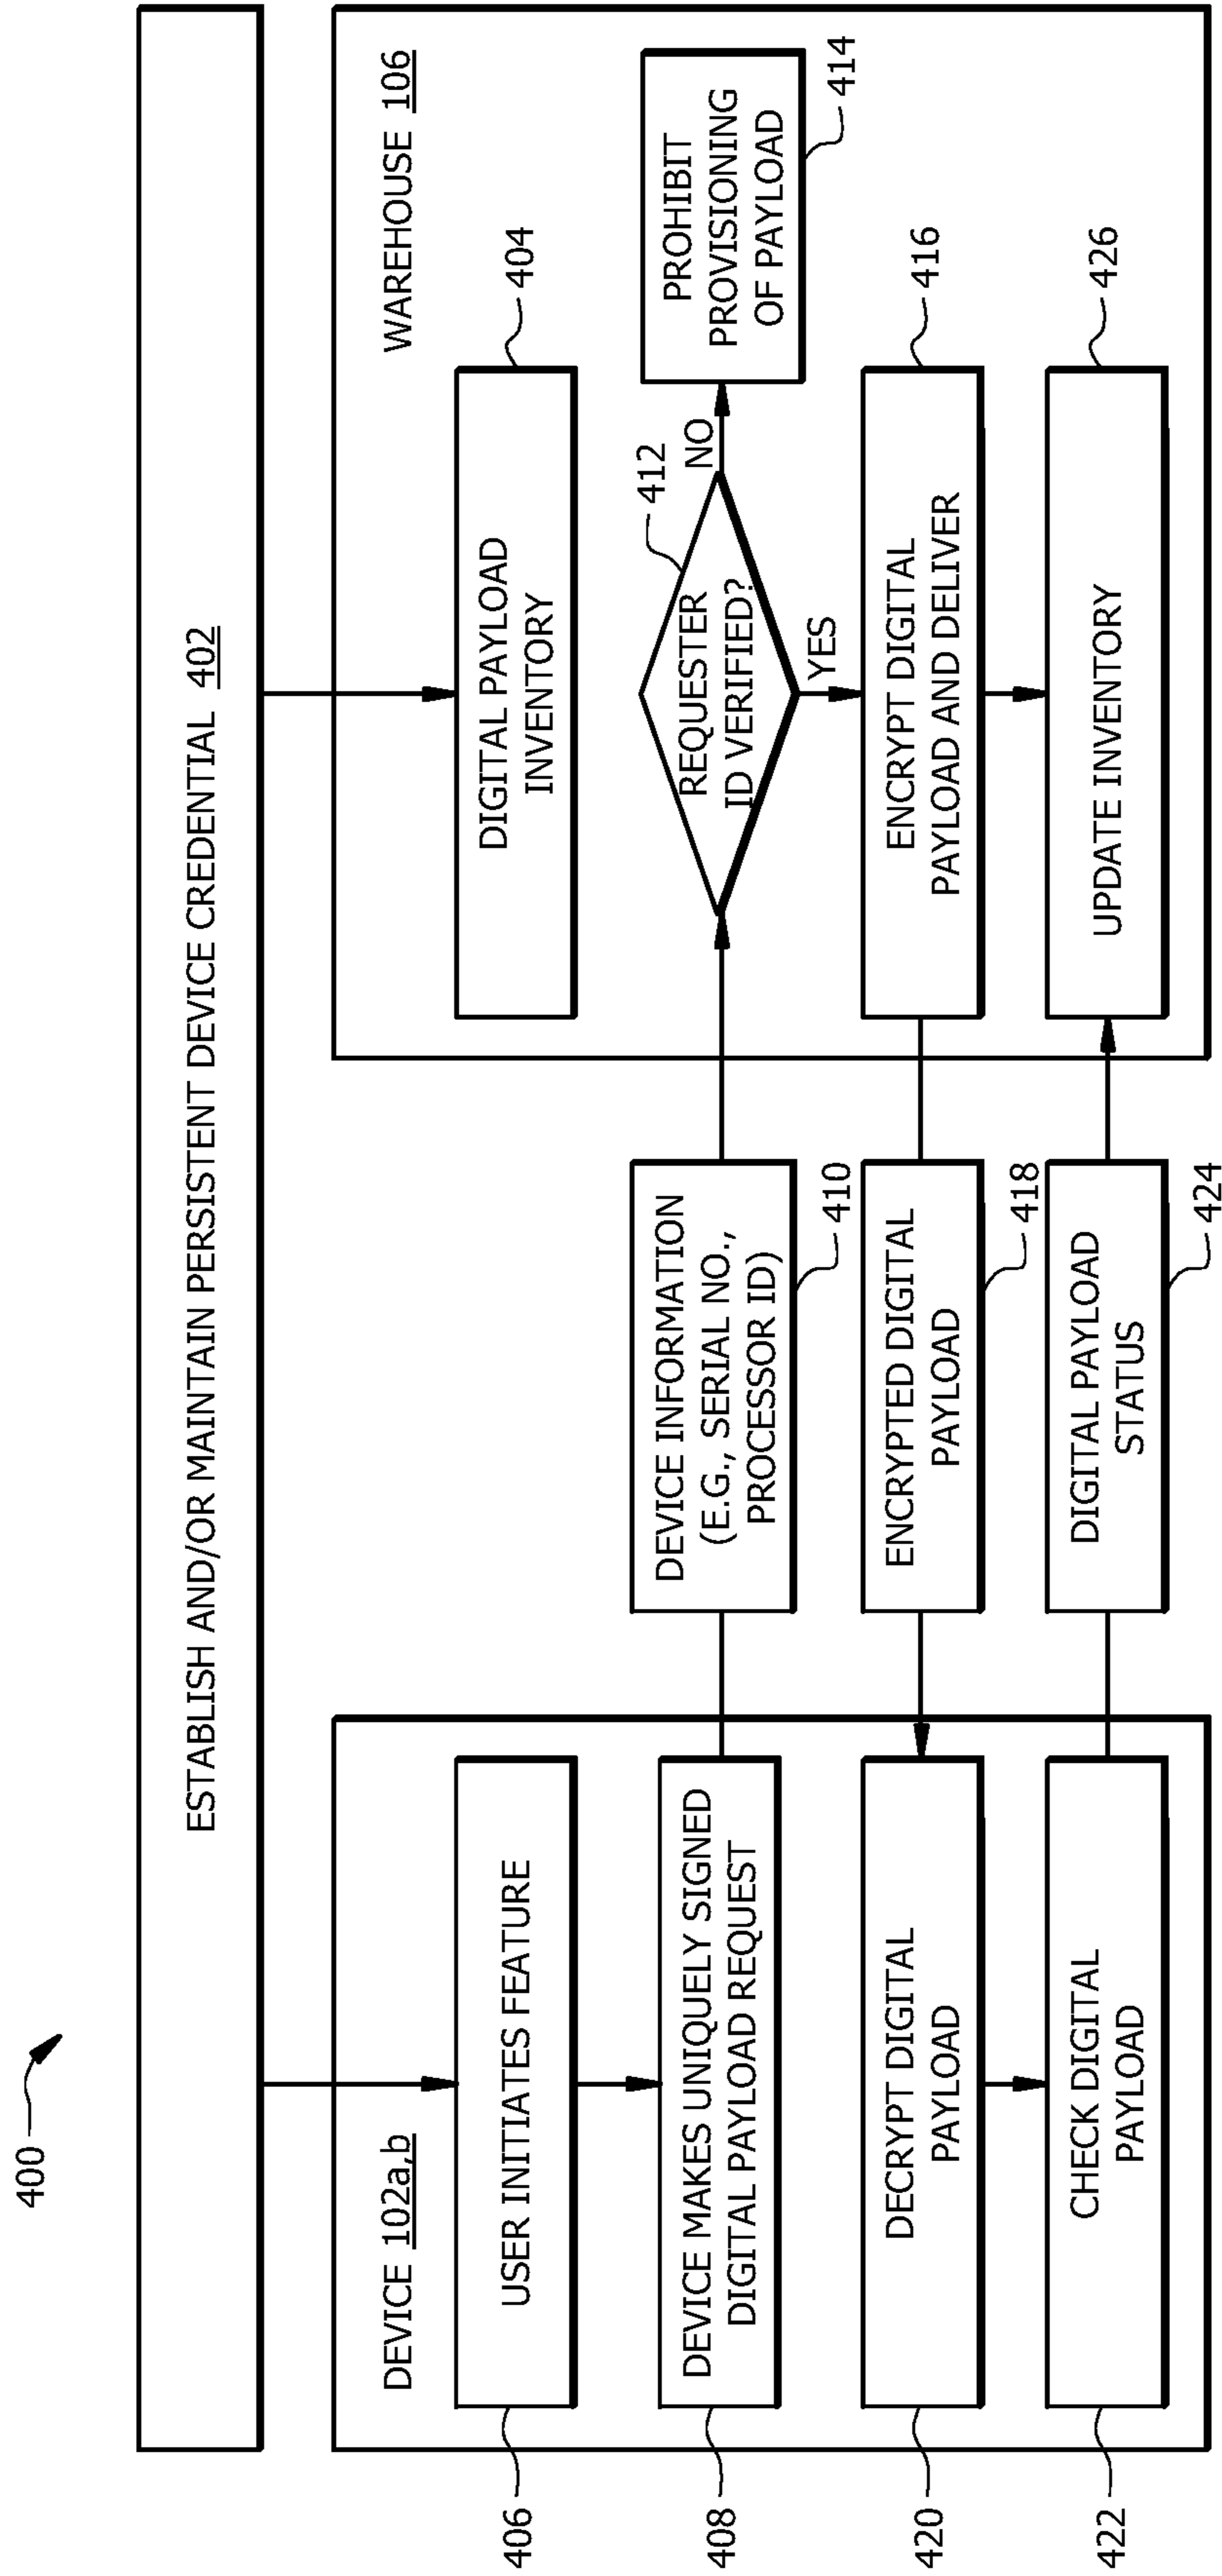 400
ESTABLISH AND/OR MAINTAIN PERSISTENT DEVICE CREDENTIAL 402
DEVICE 102a,b
WAREHOUSE 106
406
USER INITIATES FEATURE
DIGITAL PAYLOAD
INVENTORY
404
408
DEVICE MAKES UNIQUELY SIGNED
DIGITAL PAYLOAD REQUEST
DEVICE INFORMATION
(E.G., SERIAL NO.,
PROCESSOR ID)
410
REQUESTER
ID VERIFIED?
412
NO
YES
PROHIBIT
PROVISIONING
OF PAYLOAD
414
420
DECRYPT DIGITAL
PAYLOAD
ENCRYPTED DIGITAL
PAYLOAD
418
ENCRYPT DIGITAL
PAYLOAD AND DELIVER
416
422
CHECK DIGITAL
PAYLOAD
DIGITAL PAYLOAD
STATUS
424
UPDATE INVENTORY
426